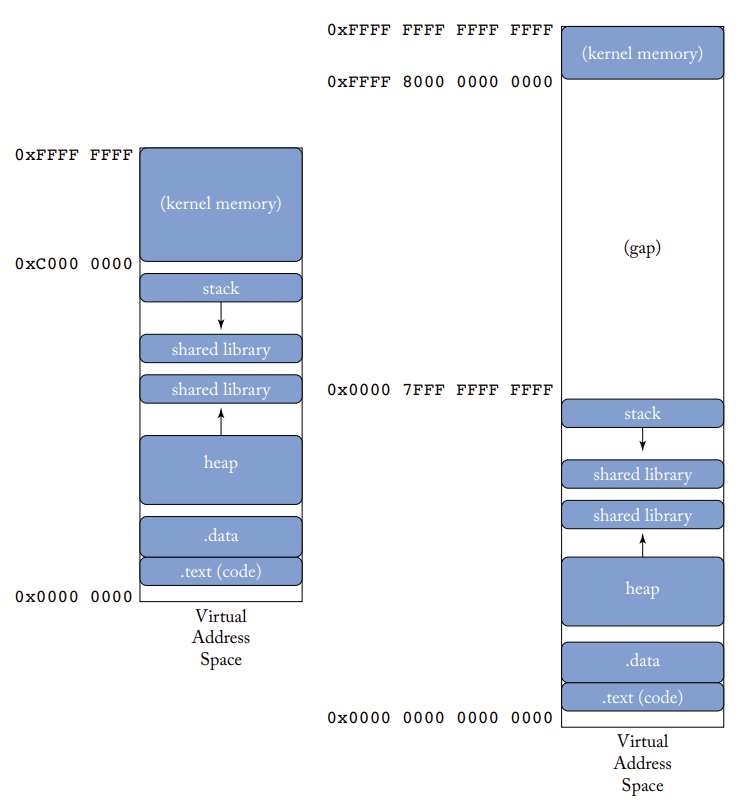 0xFFFF FFFF
(kernel memory)
0xC000 0000
stack
shared library
shared library
heap
.data
.text (code)
0x0000 0000
Virtual
Address
Space
0xFFFF FFFF FFFF FFFF
(kernel memory)
0xFFFF 8000 0000 0000
(gap)
0x0000 7FFF FFFF FFFF
stack
shared library
shared library
heap
.data
.text (code)
0x0000 0000 0000 0000
Virtual
Address
Space